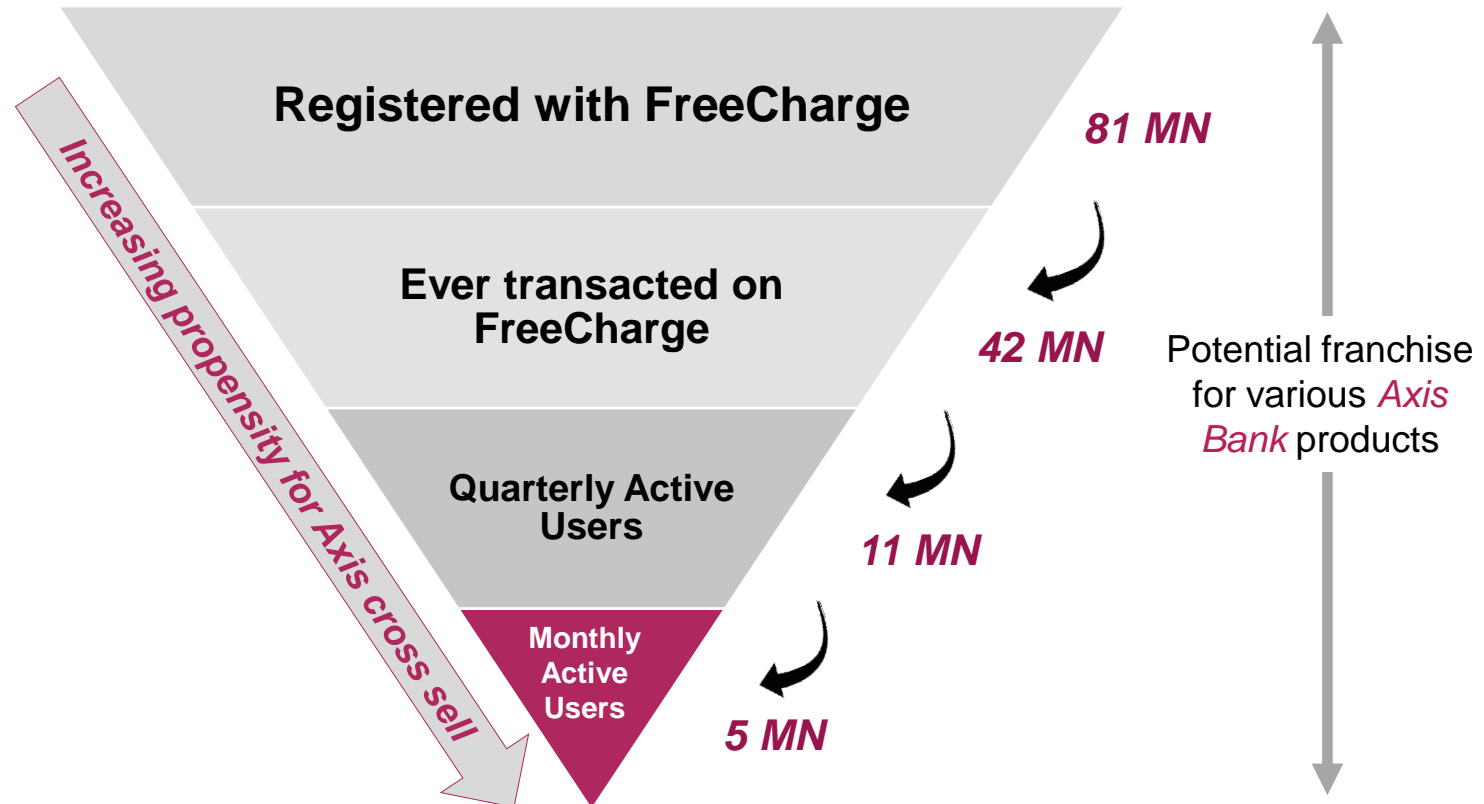 Registered with FreeCharge
81 MN
Increasing propensity for Axis cross sell
Ever transacted on
FreeCharge
42 MN
Potential franchise
for various Axis
Bank products
Quarterly Active
Users
11 MN
Monthly
Active
Users
5 MN